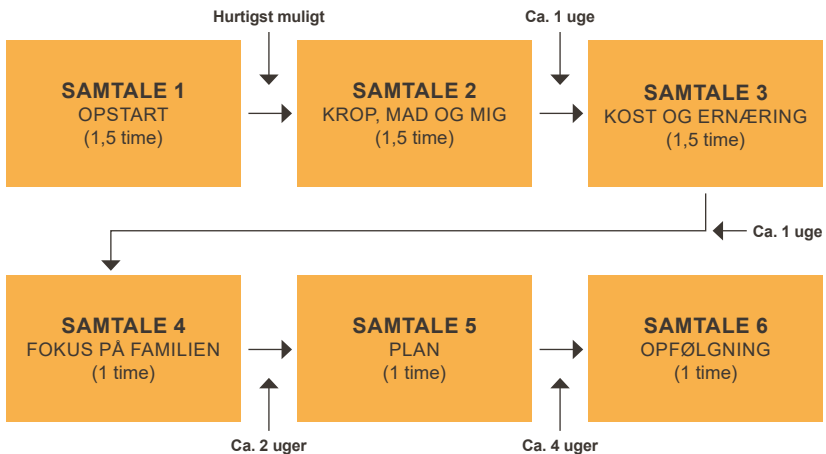 Hurtigst muligt
Ca. 1 uge
SAMTALE 1
OPSTART
(1,5 time)
SAMTALE 2
KROP, MAD OG MIG
(1,5 time)
SAMTALE 3
KOST OG ERNÆRING
(1,5 time)
Ca. 1 uge
SAMTALE 4
FOKUS PÅ FAMILIEN
(1 time)
SAMTALE 5
PLAN
(1 time)
SAMTALE 6
OPFØLGNING
(1 time)
Ca. 2 uger
Ca. 4 uger